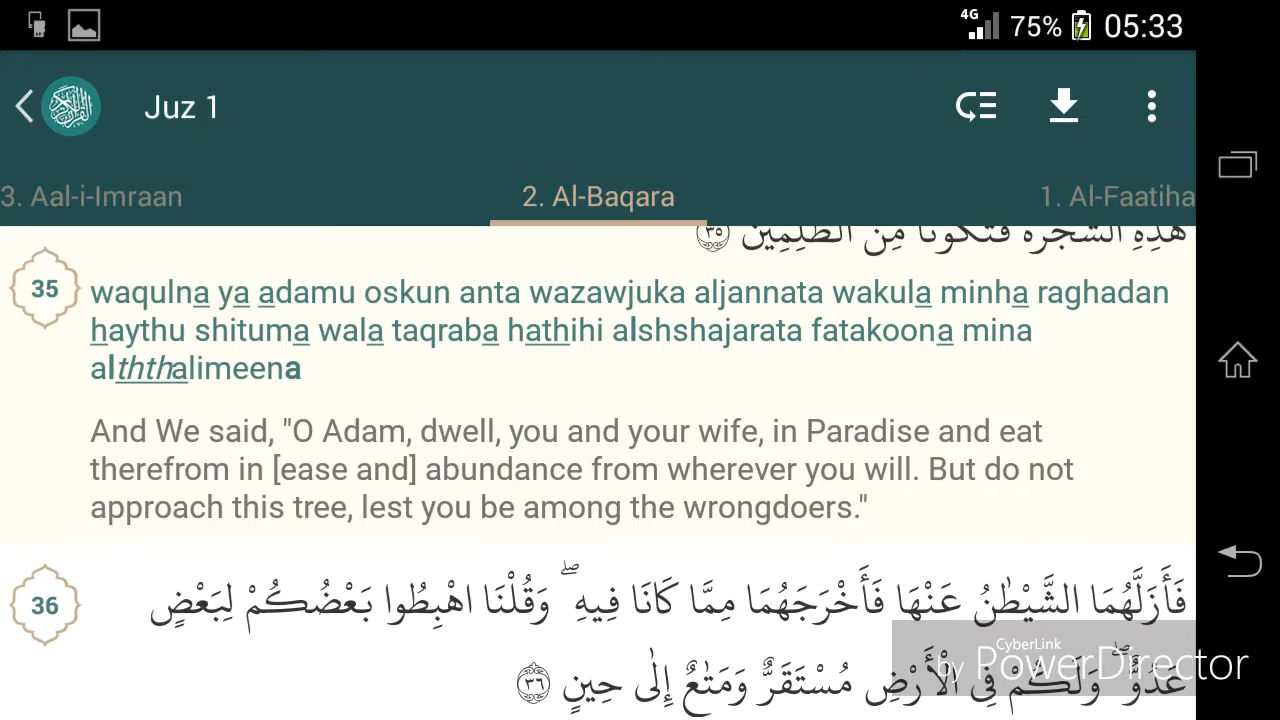 4G 75% 05:33
Juz 1
3. Aal-i-Imraan 2. Al-Baqara 1. Al-Faatiha
هَٰذِهِ الشَّجَرَةَ فَتَكُونَا مِنَ الظَّٰلِمِينَ ٣٥
35 waqulna ya adamu oskun anta wazawjuka aljannata wakula minha raghadan
haythu shituma wala taqraba hathihi alshshajarata fatakoona mina
alththalimeena
And We said, "O Adam, dwell, you and your wife, in Paradise and eat
therefrom in [ease and] abundance from wherever you will. But do not
approach this tree, lest you be among the wrongdoers."
36 فَأَزَلَّهُمَا الشَّيْطَٰنُ عَنْهَا فَأَخْرَجَهُمَا مِمَّا كَانَا فِيهِ ۖ وَقُلْنَا اهْبِطُوا بَعْضُكُمْ لِبَعْضٍ
عَدُوٌّ ۖ وَلَكُمْ فِى الْأَرْضِ مُسْتَقَرٌّ وَمَتَٰعٌ إِلَىٰ حِينٍ ٣٦
CyberLink
by PowerDirector